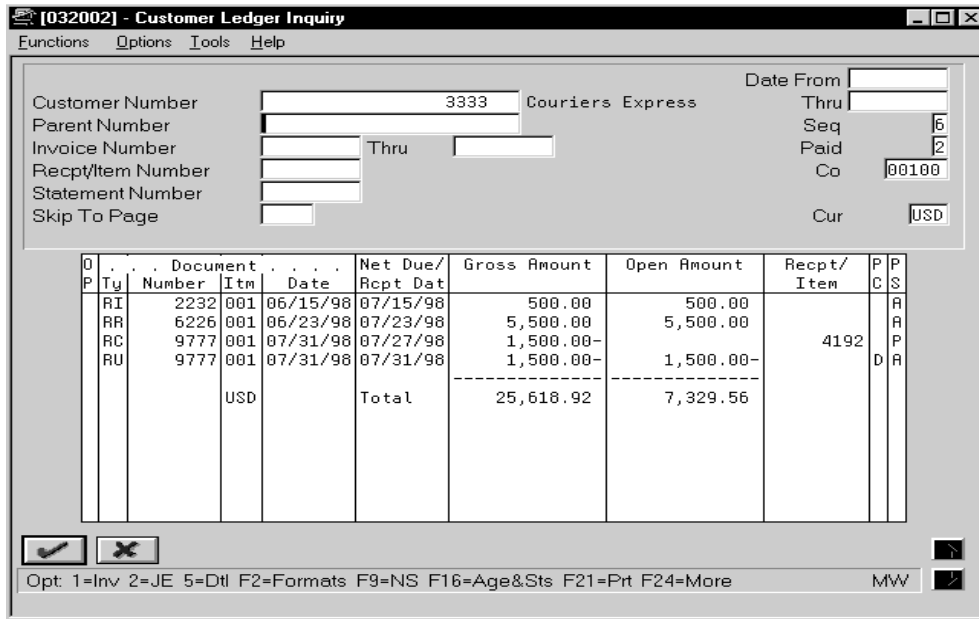 [032002] - Customer Ledger Inquiry
Functions Options Tools Help
Date From
Customer Number 3333 Couriers Express Thru
Parent Number Seq 6
Invoice Number Thru Paid 2
Recpt/Item Number Co 00100
Statement Number
Skip To Page Cur USD
O . . . Document . . . . Net Due/ Gross Amount Open Amount Recpt/ P P
P Ty Number Itm Date Rcpt Dat Item C S
RI 2232 001 06/15/98 07/15/98 500.00 500.00 A
RR 6226 001 06/23/98 07/23/98 5,500.00 5,500.00 A
RC 9777 001 07/31/98 07/27/98 1,500.00- 4192 P
RU 9777 001 07/31/98 07/31/98 1,500.00- 1,500.00- D A
--------------- ---------------
USD Total 25,618.92 7,329.56
Opt: 1=Inv 2=JE 5=Dtl F2=Formats F9=NS F16=Age&Sts F21=Prt F24=More MW